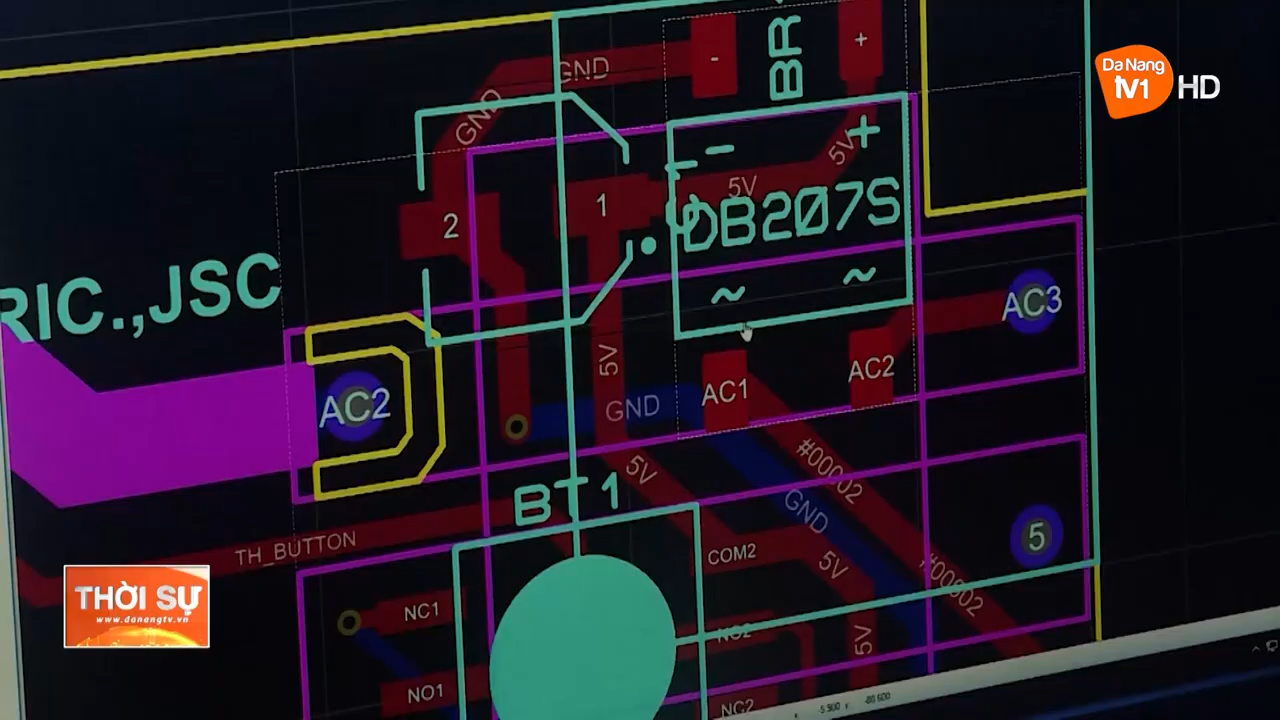 Da Nang
TV1 HD
GND
-
BR
+
GND
5V
+
2
1
5V
- -
DB207S
RIC.,JSC
~
~
AC3
AC2
AC1
AC2
5V
GND
#00002
5V
BT1
GND
5
TH_BUTTON
COM2
5V
#00002
THỜI SỰ
www.danangtv.vn
NC1
NO2
5V
NO1
NC2